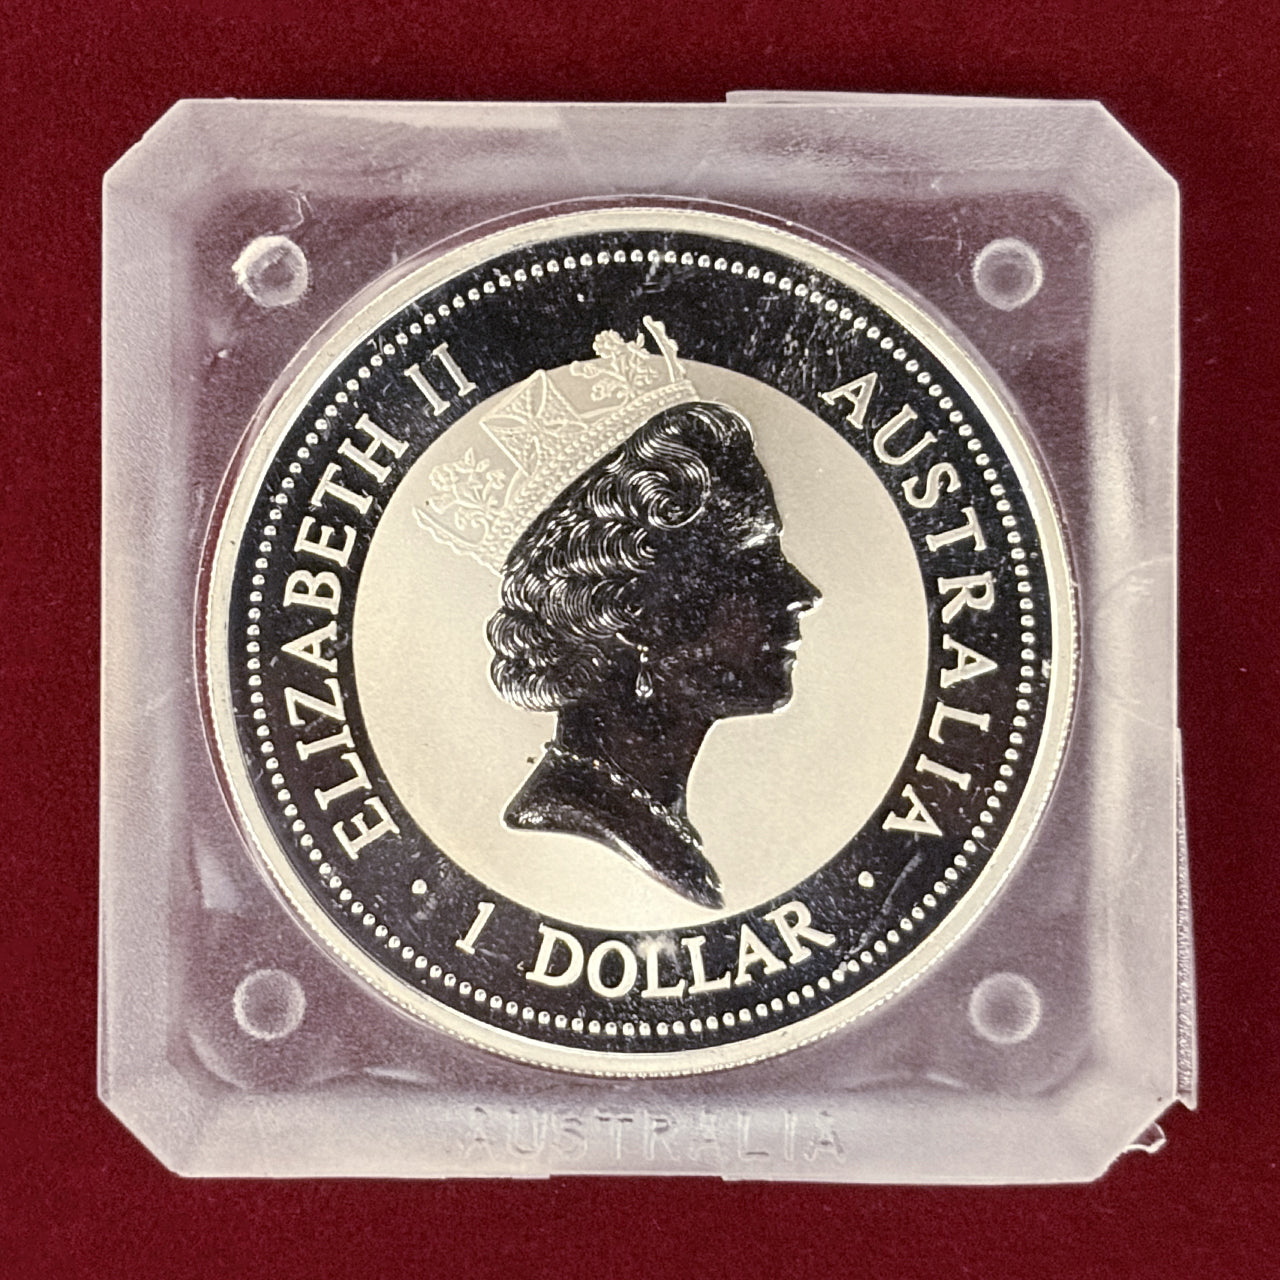 ELIZABETH II
AUSTRALIA
· 1 DOLLAR ·
AUSTRALIA